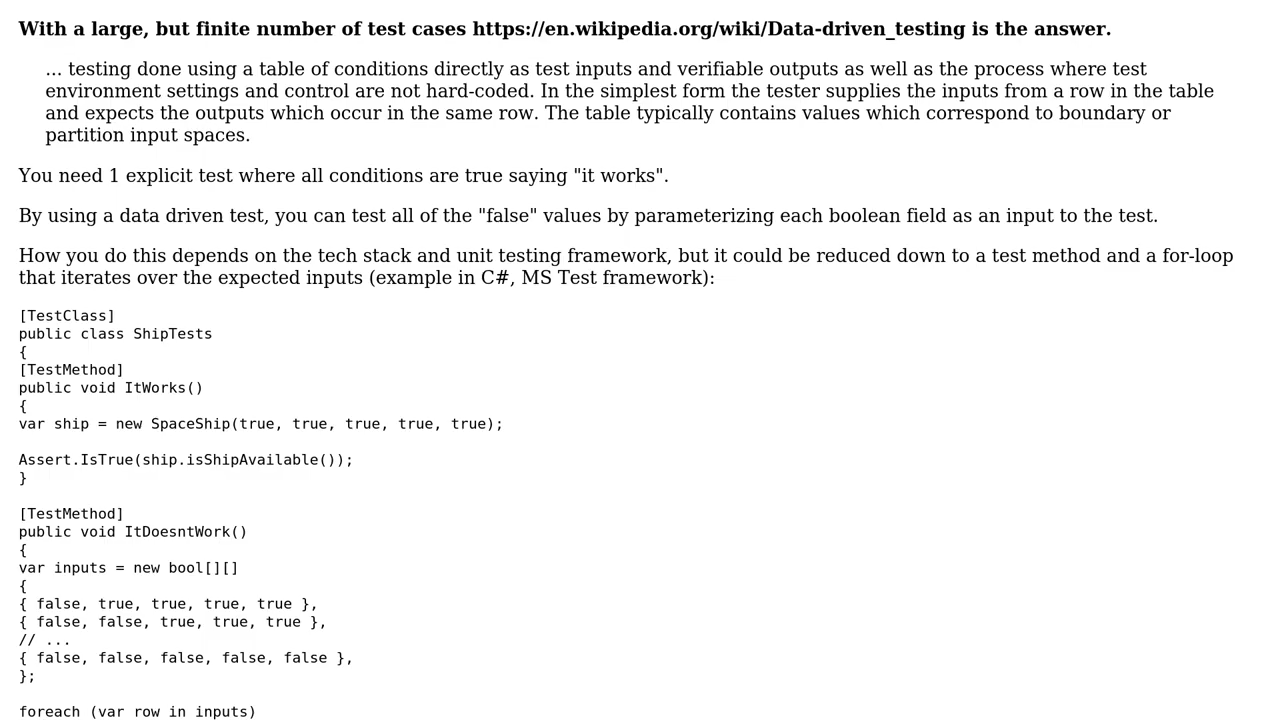 With a large, but finite number of test cases https://en.wikipedia.org/wiki/Data-driven_testing is the answer.
... testing done using a table of conditions directly as test inputs and verifiable outputs as well as the process where test
environment settings and control are not hard-coded. In the simplest form the tester supplies the inputs from a row in the table
and expects the outputs which occur in the same row. The table typically contains values which correspond to boundary or
partition input spaces.
You need 1 explicit test where all conditions are true saying "it works".
By using a data driven test, you can test all of the "false" values by parameterizing each boolean field as an input to the test.
How you do this depends on the tech stack and unit testing framework, but it could be reduced down to a test method and a for-loop
that iterates over the expected inputs (example in C#, MS Test framework):
[TestClass]
public class ShipTests
{
[TestMethod]
public void ItWorks()
{
var ship = new SpaceShip(true, true, true, true, true);
Assert.IsTrue(ship.isShipAvailable());
}
[TestMethod]
public void ItDoesntWork()
{
var inputs = new bool[][]
{
{ false, true, true, true, true },
{ false, false, true, true, true },
// ...
{ false, false, false, false, false },
};
foreach (var row in inputs)